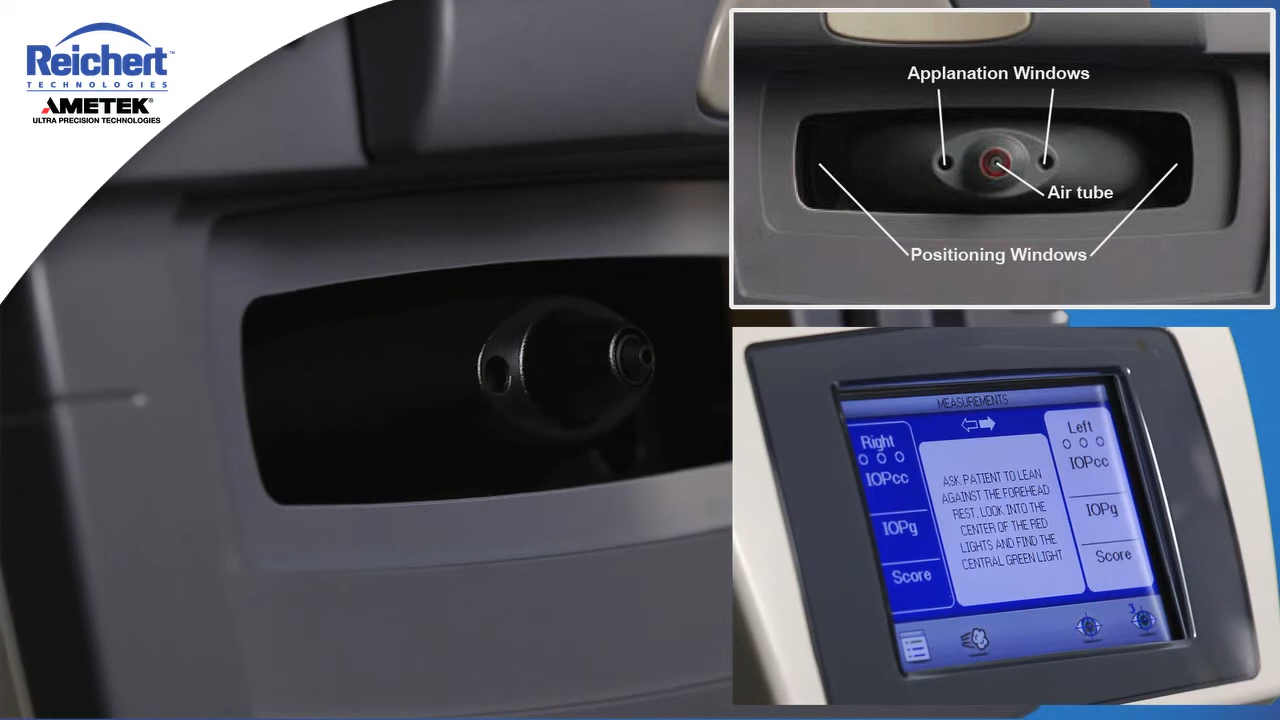 Reichert™
TECHNOLOGIES
AMETEK®
ULTRA PRECISION TECHNOLOGIES
Applanation Windows
Air tube
Positioning Windows
MEASUREMENTS
Right
IOPcc
IOPg
Score
ASK PATIENT TO LEAN
AGAINST THE FOREHEAD
REST, LOOK INTO THE
CENTER OF THE RED
LIGHTS AND FIND THE
CENTRAL GREEN LIGHT
Left
IOPcc
IOPg
Score
3